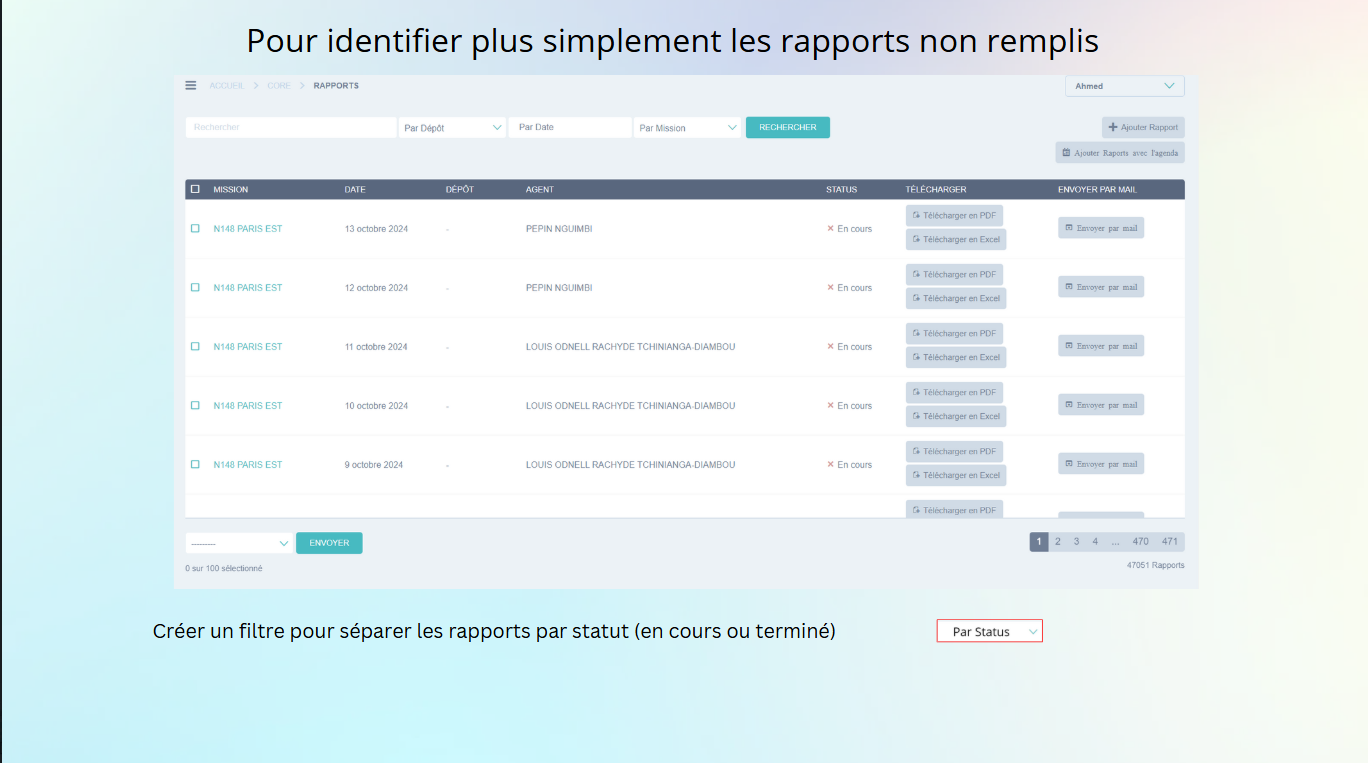 Pour identifier plus simplement les rapports non remplis
ACCUEIL > CORE > RAPPORTS
Ahmed
Rechercher Par Dépôt Par Date Par Mission RECHERCHER Ajouter Rapport
Ajouter Raports avec l'agenda
MISSION DATE DÉPÔT AGENT STATUS TÉLÉCHARGER ENVOYER PAR MAIL
Télécharger en PDF
N148 PARIS EST 13 octobre 2024 - PEPIN NGUIMBI × En cours Envoyer par mail
Télécharger en Excel
Télécharger en PDF
N148 PARIS EST 12 octobre 2024 - PEPIN NGUIMBI × En cours Envoyer par mail
Télécharger en Excel
Télécharger en PDF
N148 PARIS EST 11 octobre 2024 - LOUIS ODNELL RACHYDE TCHINIANGA-DIAMBOU × En cours Envoyer par mail
Télécharger en Excel
Télécharger en PDF
N148 PARIS EST 10 octobre 2024 - LOUIS ODNELL RACHYDE TCHINIANGA-DIAMBOU × En cours Envoyer par mail
Télécharger en Excel
Télécharger en PDF
N148 PARIS EST 9 octobre 2024 - LOUIS ODNELL RACHYDE TCHINIANGA-DIAMBOU × En cours Envoyer par mail
Télécharger en Excel
Télécharger en PDF
--------- ENVOYER 1 2 3 4 ... 470 471
0 sur 100 sélectionné 47051 Rapports
Créer un filtre pour séparer les rapports par statut (en cours ou terminé) Par Status